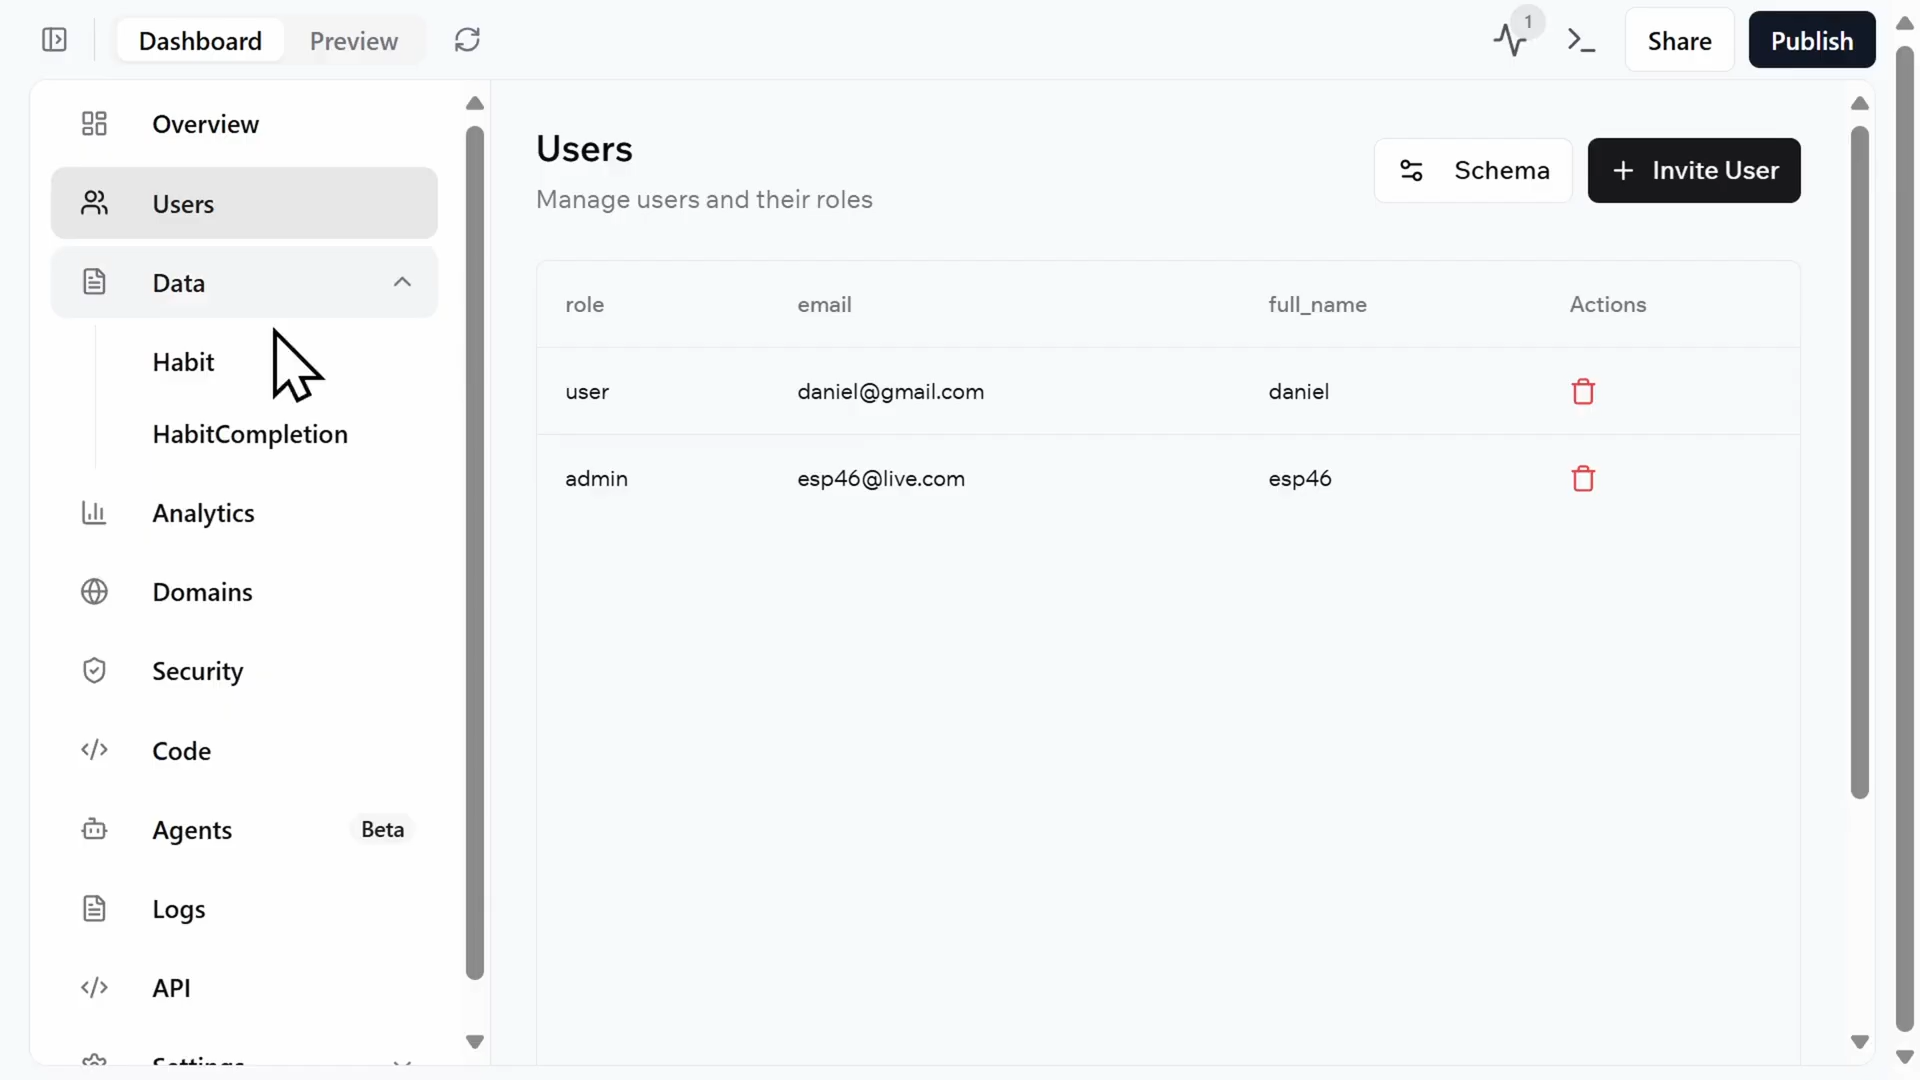 Dashboard
Preview
1
Share
Publish
Overview
Users
Data
Habit
HabitCompletion
Analytics
Domains
Security
Code
Agents
Beta
Logs
API
Settings
Users
Manage users and their roles
Schema
Invite User
role email full_name Actions
user daniel@gmail.com daniel
admin esp46@live.com esp46